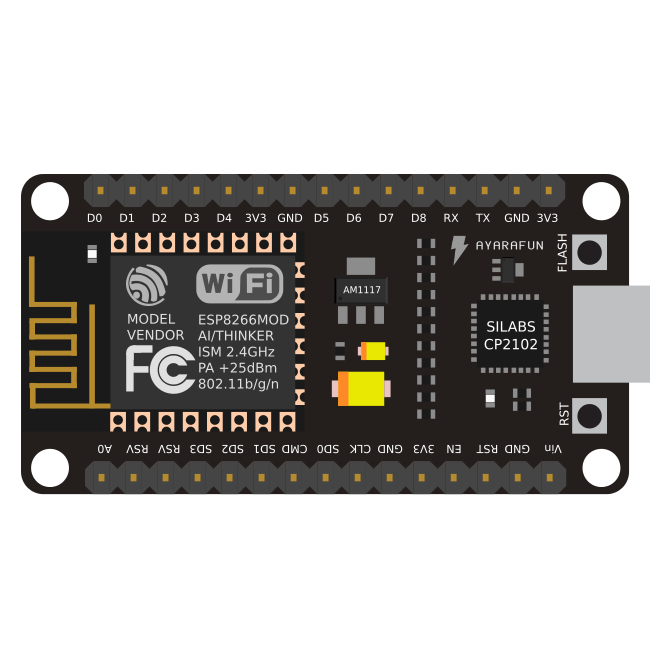 D0 D1 D2 D3 D4 3V3 GND D5 D6 D7 D8 RX TX GND 3V3
AYARAFUN
FLASH
WiFi
AM1117
MODEL
VENDOR
ESP8266MOD
AI/THINKER
ISM 2.4GHz
PA +25dBm
802.11b/g/n
FC
SILABS
CP2102
RST
A0 RSV RSV SD3 SD2 SD1 CMD SD0 CLK GND 3V3 EN RST GND Vin